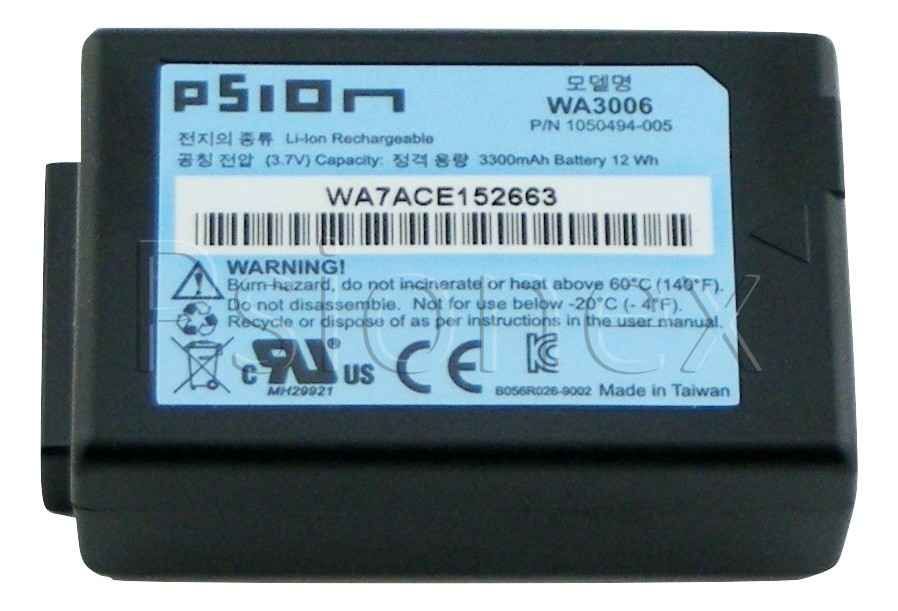 PSION
모델명
WA3006
P/N 1050494-005
전지의 종류 Li-Ion Rechargeable
공칭 전압 (3.7V) Capacity: 정격 용량 3300mAh Battery 12 Wh
WA7ACE152663
WARNING!
Burn-hazard, do not incinerate or heat above 60°C (140°F).
Do not disassemble. Not for use below -20°C (- 4°F).
Recycle or dispose of as per instructions in the user manual.
c RU US
MH29921
CE
B056R026-9002 Made in Taiwan
Psionex